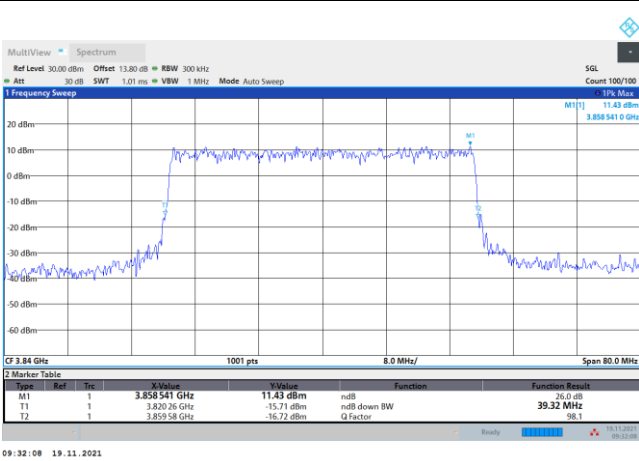 MultiView Spectrum
Ref Level 30.00 dBm Offset 13.80 dB RBW 300 kHz SGL
Att 30 dB SWT 1.01 ms VBW 1 MHz Mode Auto Sweep Count 100/100
1 Frequency Sweep 1Pk Max
M1[1] 11.43 dBm
3.858 541 0 GHz
20 dBm
M1
10 dBm
0 dBm
-10 dBm
T1
T2
-20 dBm
-30 dBm
-40 dBm
-50 dBm
-60 dBm
CF 3.84 GHz 1001 pts 8.0 MHz/ Span 80.0 MHz
2 Marker Table
Type Ref Trc X-Value Y-Value Function Function Result
M1 1 3.858 541 GHz 11.43 dBm ndB 26.0 dB
T1 1 3.820 26 GHz -15.71 dBm ndB down BW 39.32 MHz
T2 1 3.859 58 GHz -16.72 dBm Q Factor 98.1
Ready 19.11.2021
09:32:08
09:32:08 19.11.2021